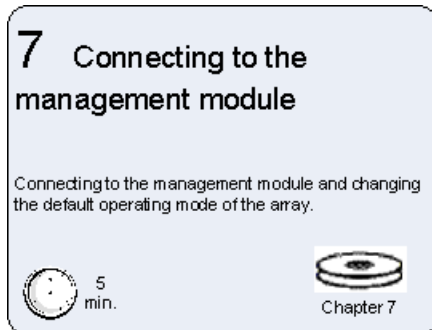 7 Connecting to the
management module
Connecting to the management module and changing
the default operating mode of the array.
5
min.
Chapter 7